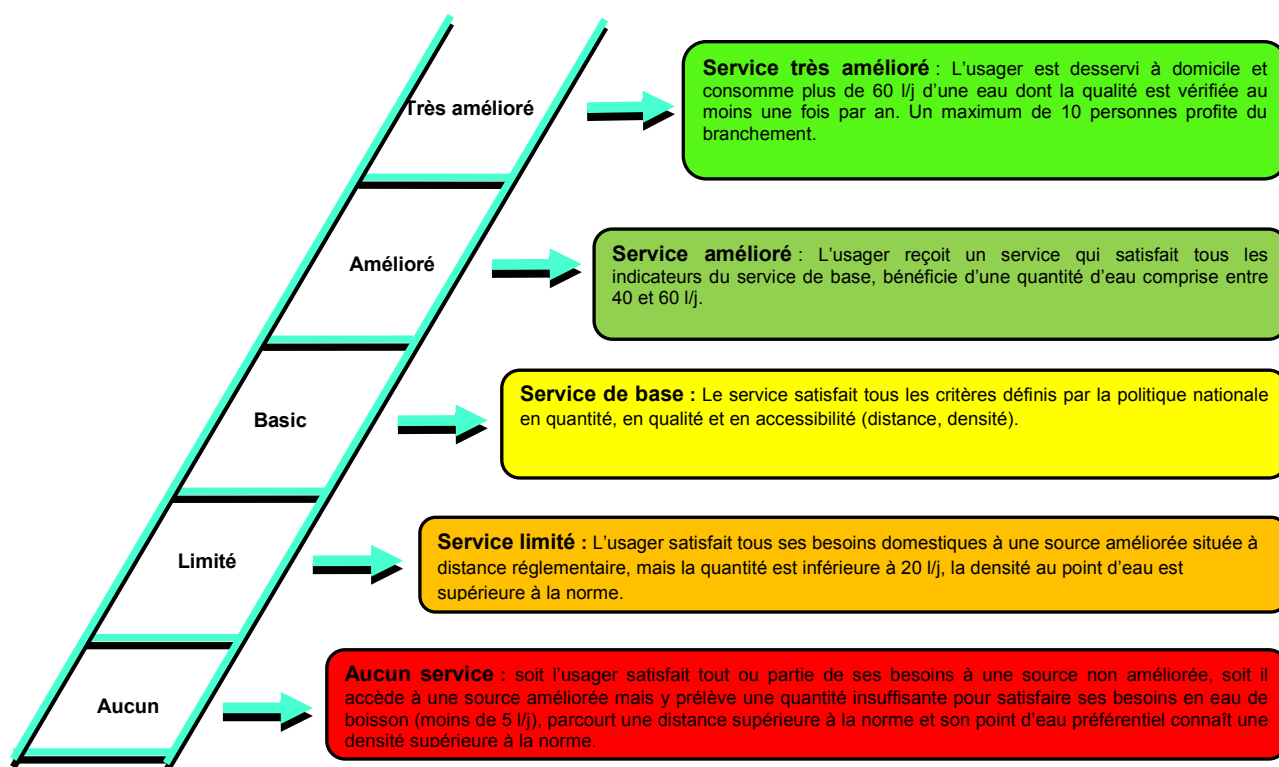 Très amélioré
Service très amélioré : L’usager est desservi à domicile et
consomme plus de 60 l/j d’une eau dont la qualité est vérifiée au
moins une fois par an. Un maximum de 10 personnes profite du
branchement.
Amélioré
Service amélioré : L’usager reçoit un service qui satisfait tous les
indicateurs du service de base, bénéficie d’une quantité d’eau comprise entre
40 et 60 l/j.
Basic
Service de base : Le service satisfait tous les critères définis par la politique nationale
en quantité, en qualité et en accessibilité (distance, densité).
Limité
Service limité : L’usager satisfait tous ses besoins domestiques à une source améliorée située à
distance réglementaire, mais la quantité est inférieure à 20 l/j, la densité au point d’eau est
supérieure à la norme.
Aucun
Aucun service : soit l’usager satisfait tout ou partie de ses besoins à une source non améliorée, soit il
accède à une source améliorée mais y prélève une quantité insuffisante pour satisfaire ses besoins en eau de
boisson (moins de 5 l/j), parcourt une distance supérieure à la norme et son point d’eau préférentiel connaît une
densité supérieure à la norme.